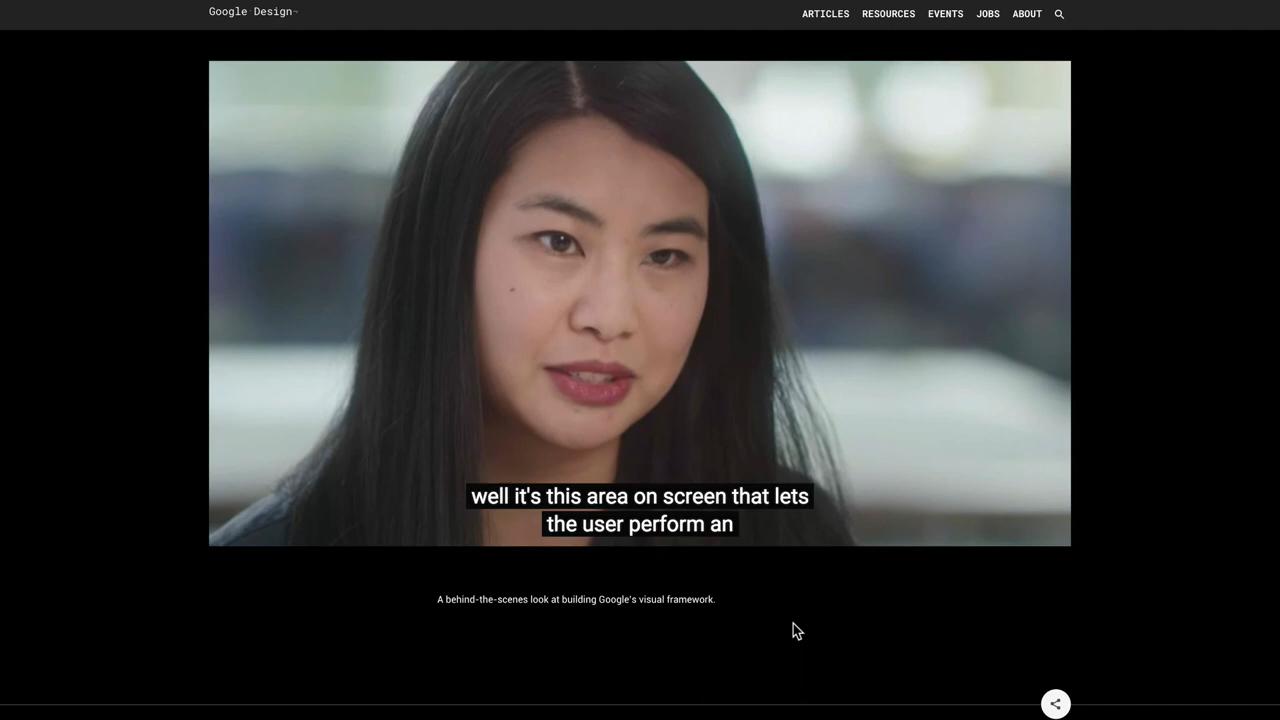 Google Design
ARTICLES RESOURCES EVENTS JOBS ABOUT
well it's this area on screen that lets
the user perform an
A behind-the-scenes look at building Google's visual framework.